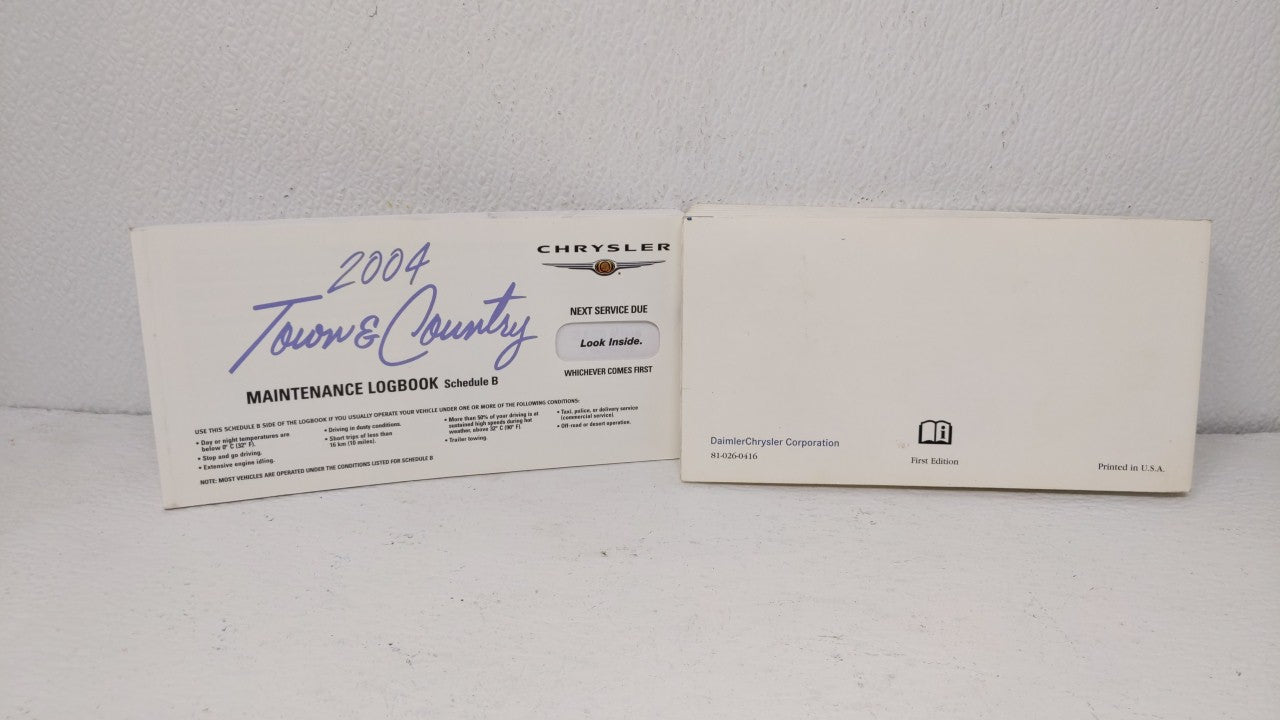 2004
Town & Country
MAINTENANCE LOGBOOK Schedule B
CHRYSLER
NEXT SERVICE DUE
Look Inside.
WHICHEVER COMES FIRST
USE THIS SCHEDULE B SIDE OF THE LOGBOOK IF YOU USUALLY OPERATE YOUR VEHICLE UNDER ONE OR MORE OF THE FOLLOWING CONDITIONS:
• Day or night temperatures are
below 0° C (32° F).
• Stop and go driving.
• Extensive engine idling.
• Driving in dusty conditions.
• Short trips of less than
16 km (10 miles).
• More than 50% of your driving is at
sustained high speeds during hot
weather, above 32° C (90° F).
• Trailer towing.
• Taxi, police, or delivery service
(commercial service).
• Off-road or desert operation.
NOTE: MOST VEHICLES ARE OPERATED UNDER THE CONDITIONS LISTED FOR SCHEDULE B
DaimlerChrysler Corporation
81-026-0416
First Edition
Printed in U.S.A.